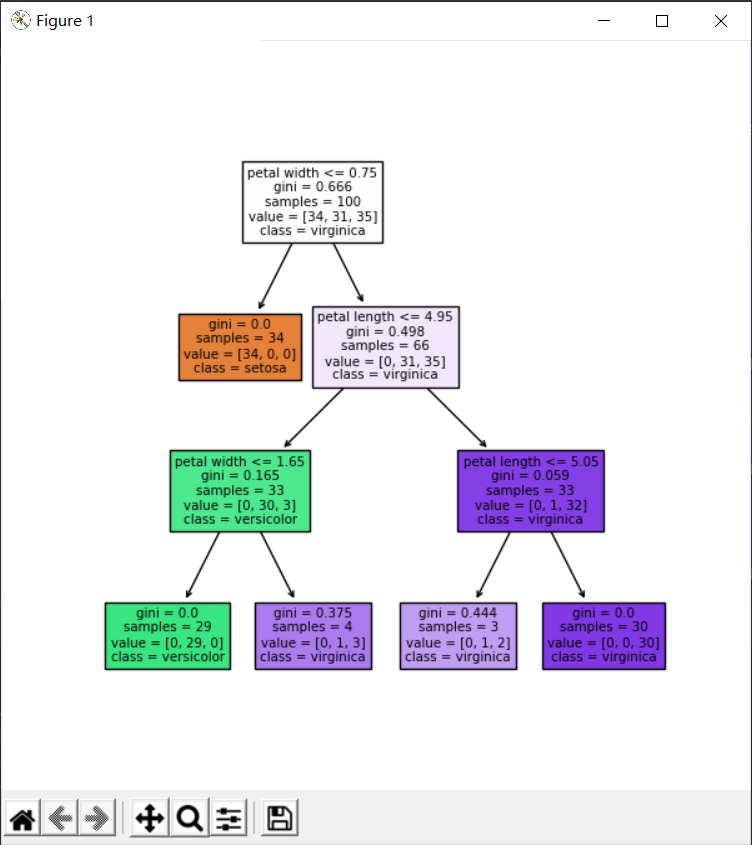 Figure 1
petal width <= 0.75
gini = 0.666
samples = 100
value = [34, 31, 35]
class = virginica
gini = 0.0
samples = 34
value = [34, 0, 0]
class = setosa
petal length <= 4.95
gini = 0.498
samples = 66
value = [0, 31, 35]
class = virginica
petal width <= 1.65
gini = 0.165
samples = 33
value = [0, 30, 3]
class = versicolor
petal length <= 5.05
gini = 0.059
samples = 33
value = [0, 1, 32]
class = virginica
gini = 0.0
samples = 29
value = [0, 29, 0]
class = versicolor
gini = 0.375
samples = 4
value = [0, 1, 3]
class = virginica
gini = 0.444
samples = 3
value = [0, 1, 2]
class = virginica
gini = 0.0
samples = 30
value = [0, 0, 30]
class = virginica